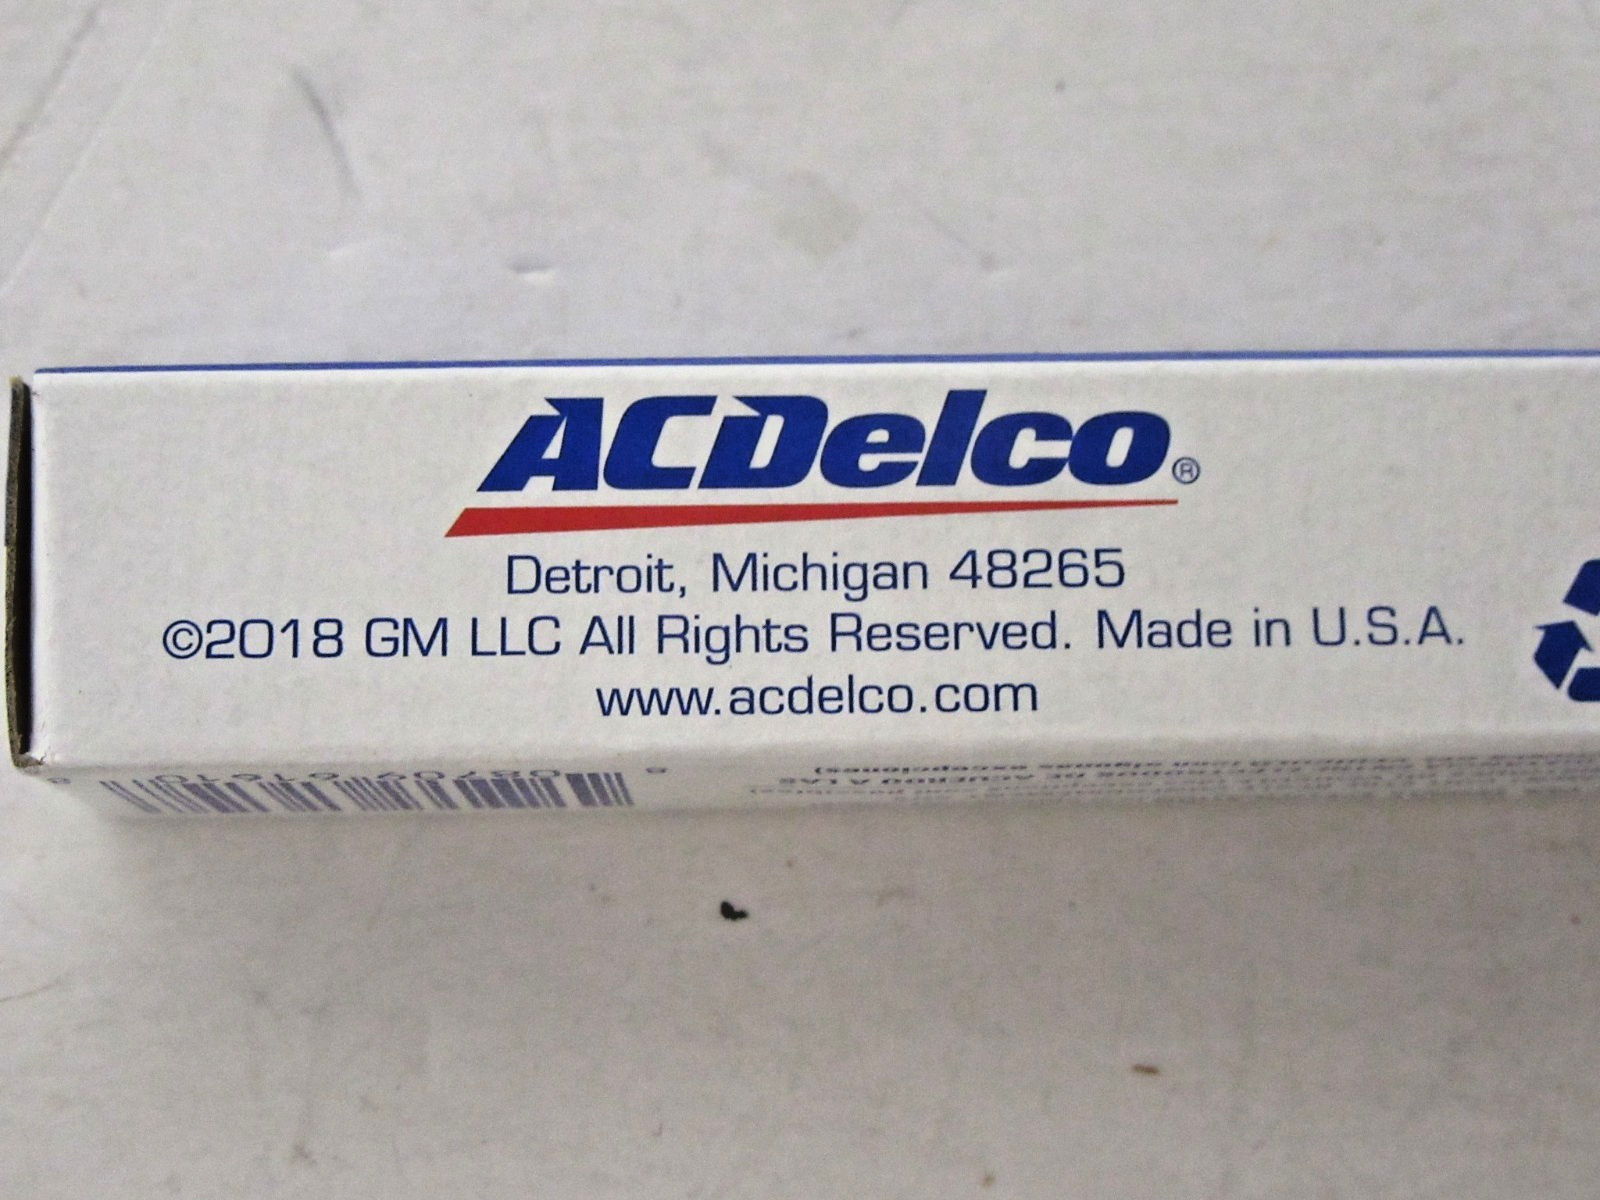 ACDelco®
Detroit, Michigan 48265
©2018 GM LLC All Rights Reserved. Made in U.S.A.
www.acdelco.com